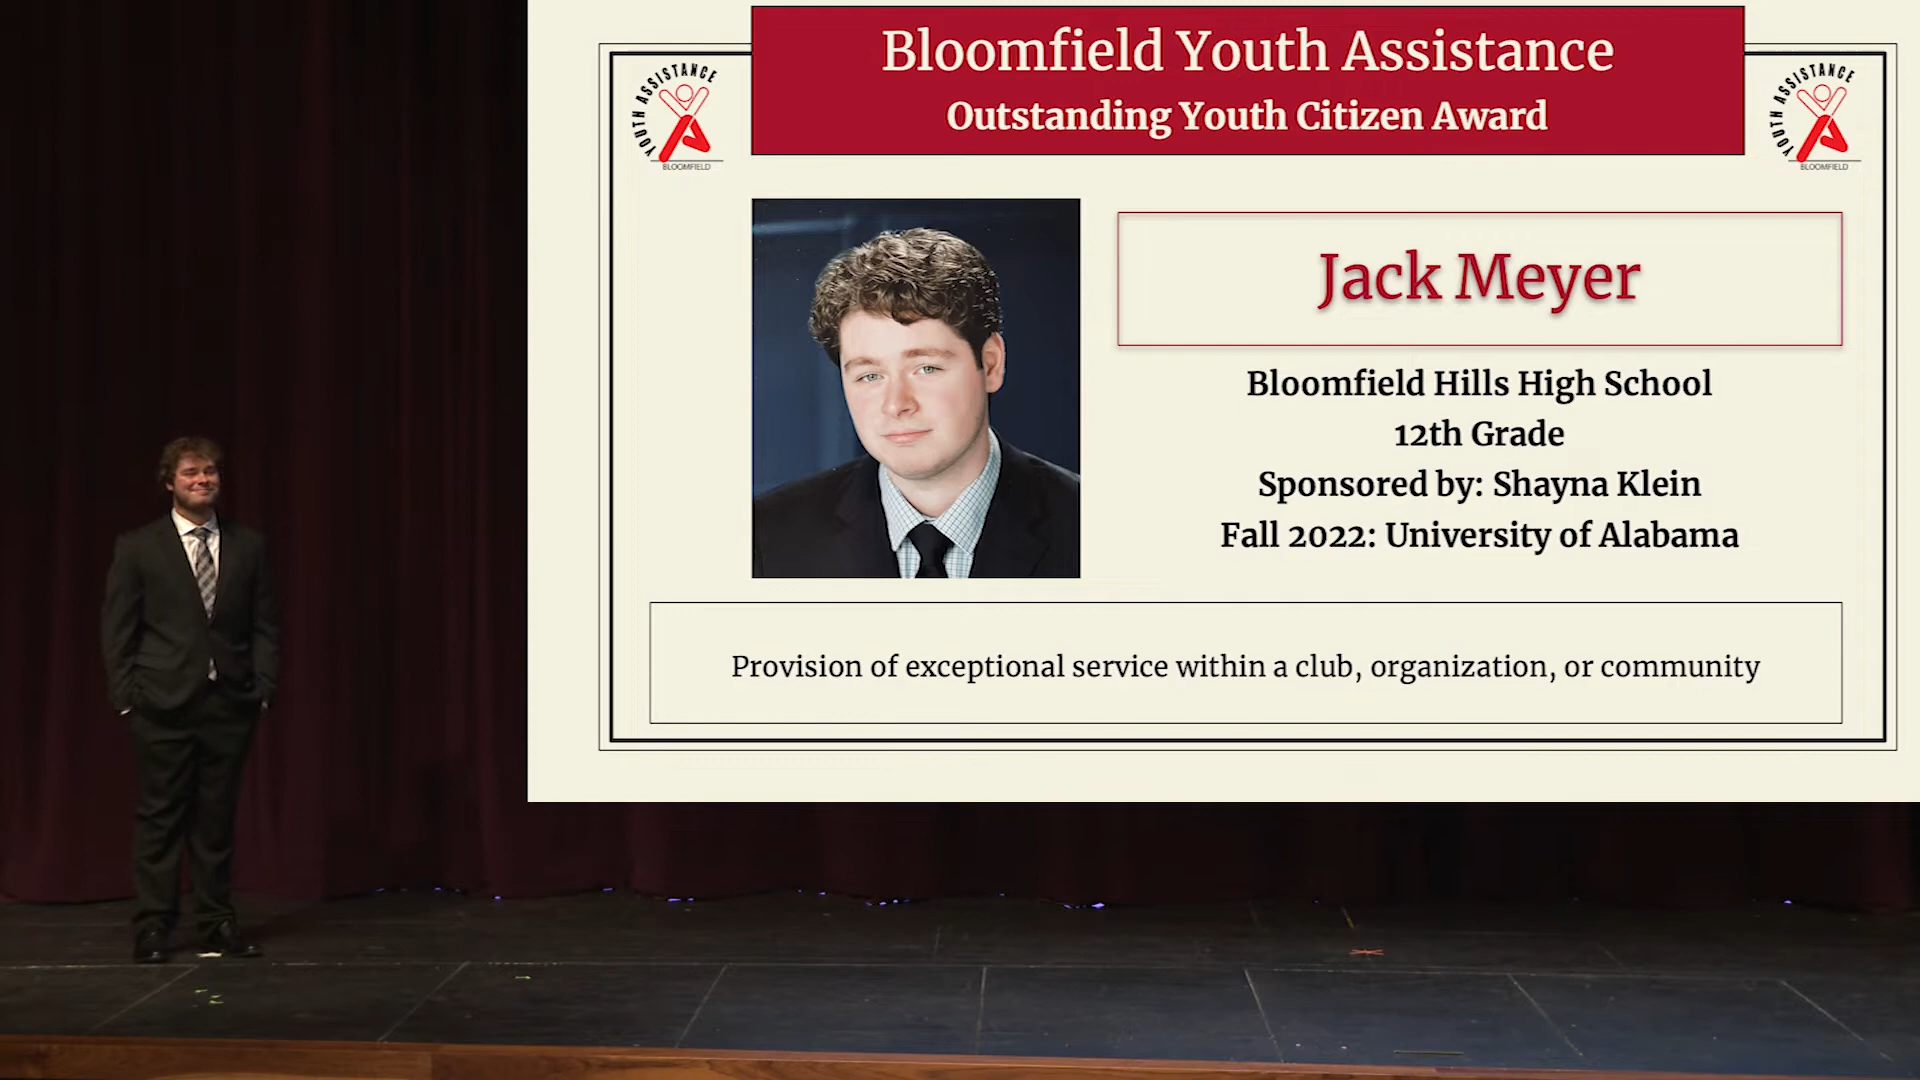 Bloomfield Youth Assistance
Outstanding Youth Citizen Award
YOUTH ASSISTANCE
BLOOMFIELD
YOUTH ASSISTANCE
BLOOMFIELD
Jack Meyer
Bloomfield Hills High School
12th Grade
Sponsored by: Shayna Klein
Fall 2022: University of Alabama
Provision of exceptional service within a club, organization, or community